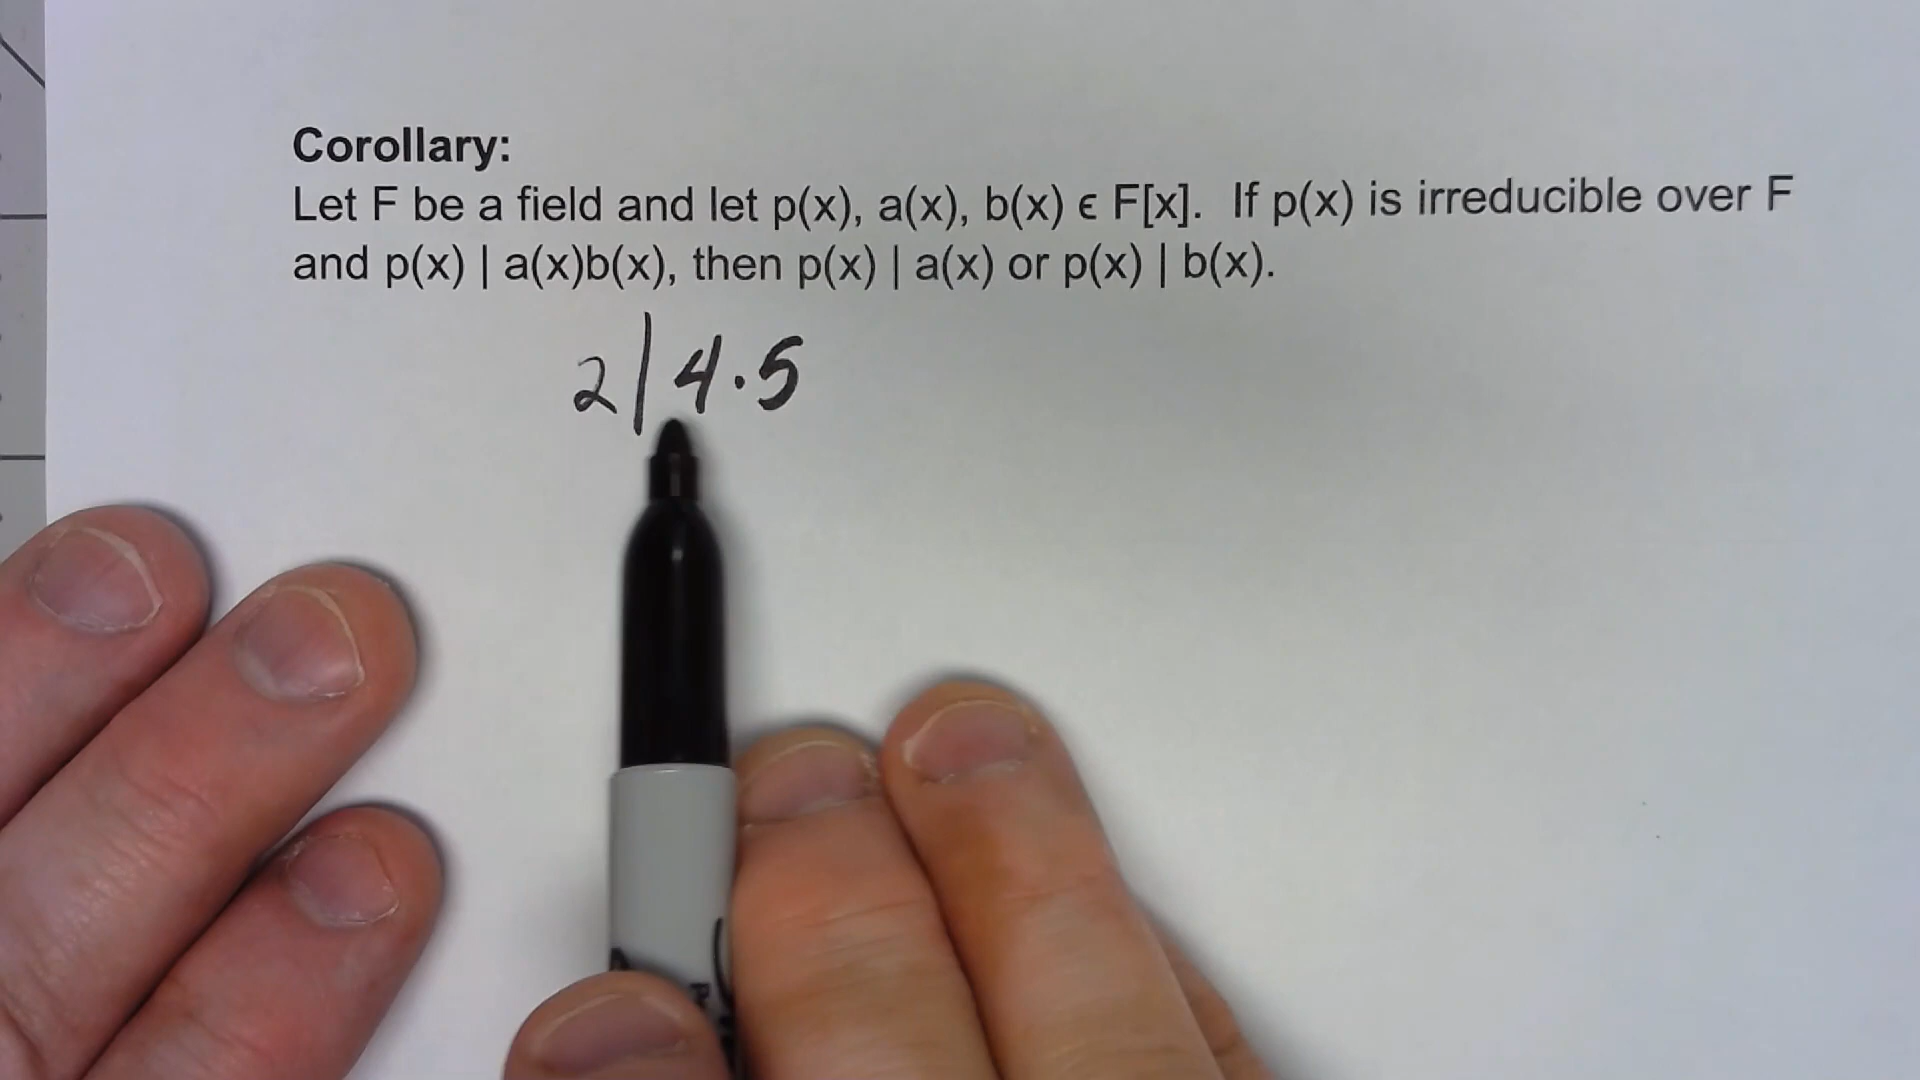 Corollary:
Let F be a field and let p(x), a(x), b(x) ϵ F[x]. If p(x) is irreducible over F
and p(x) | a(x)b(x), then p(x) | a(x) or p(x) | b(x).
2|4·5